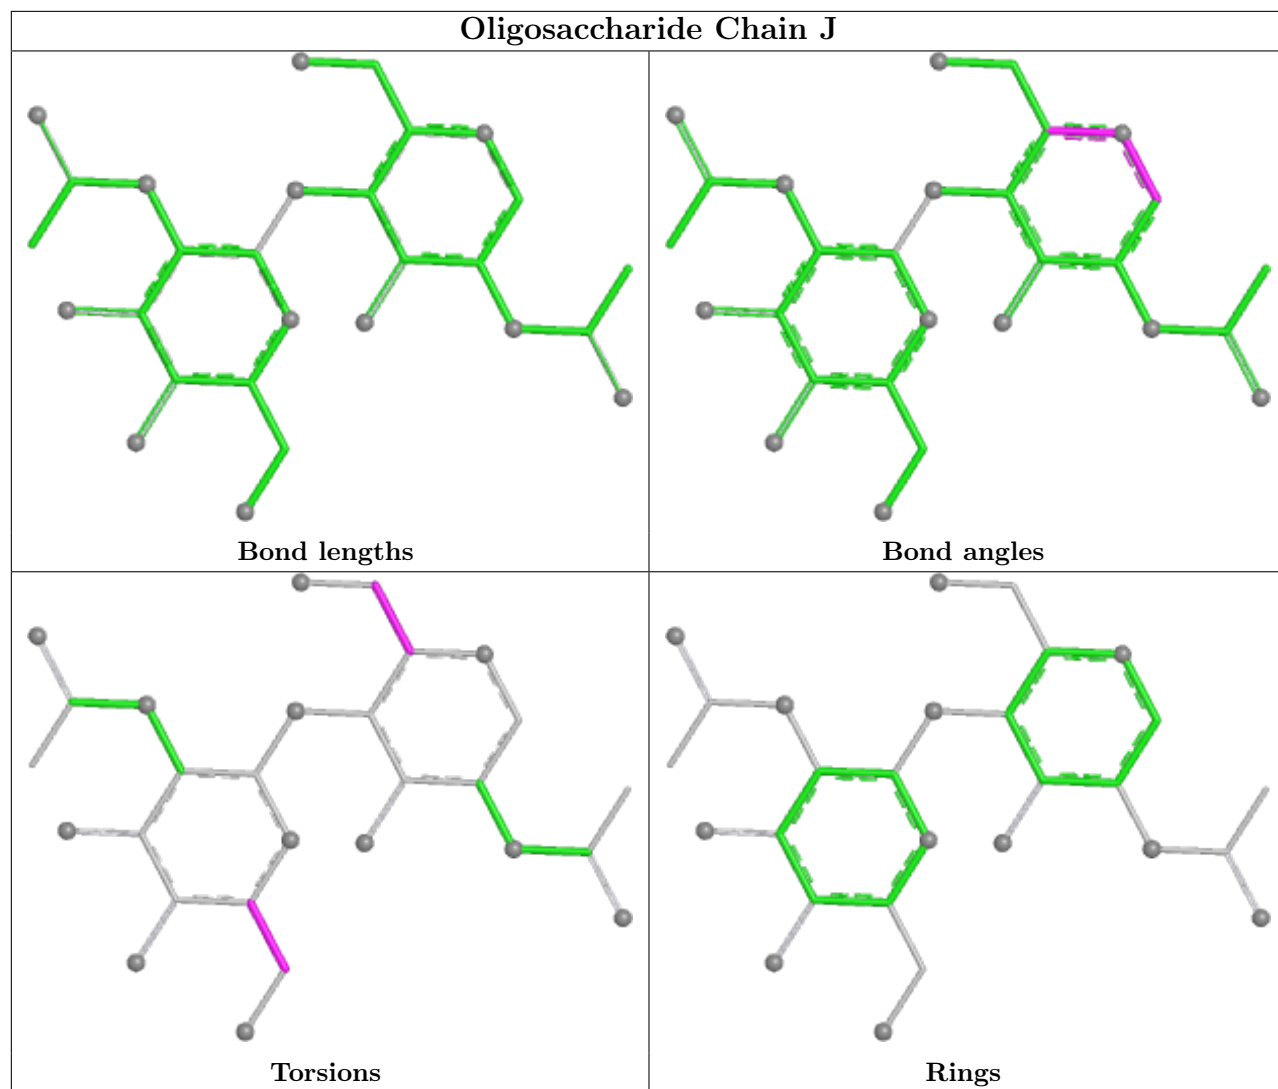 Oligosaccharide Chain J
Bond lengths
Bond angles
Torsions
Rings